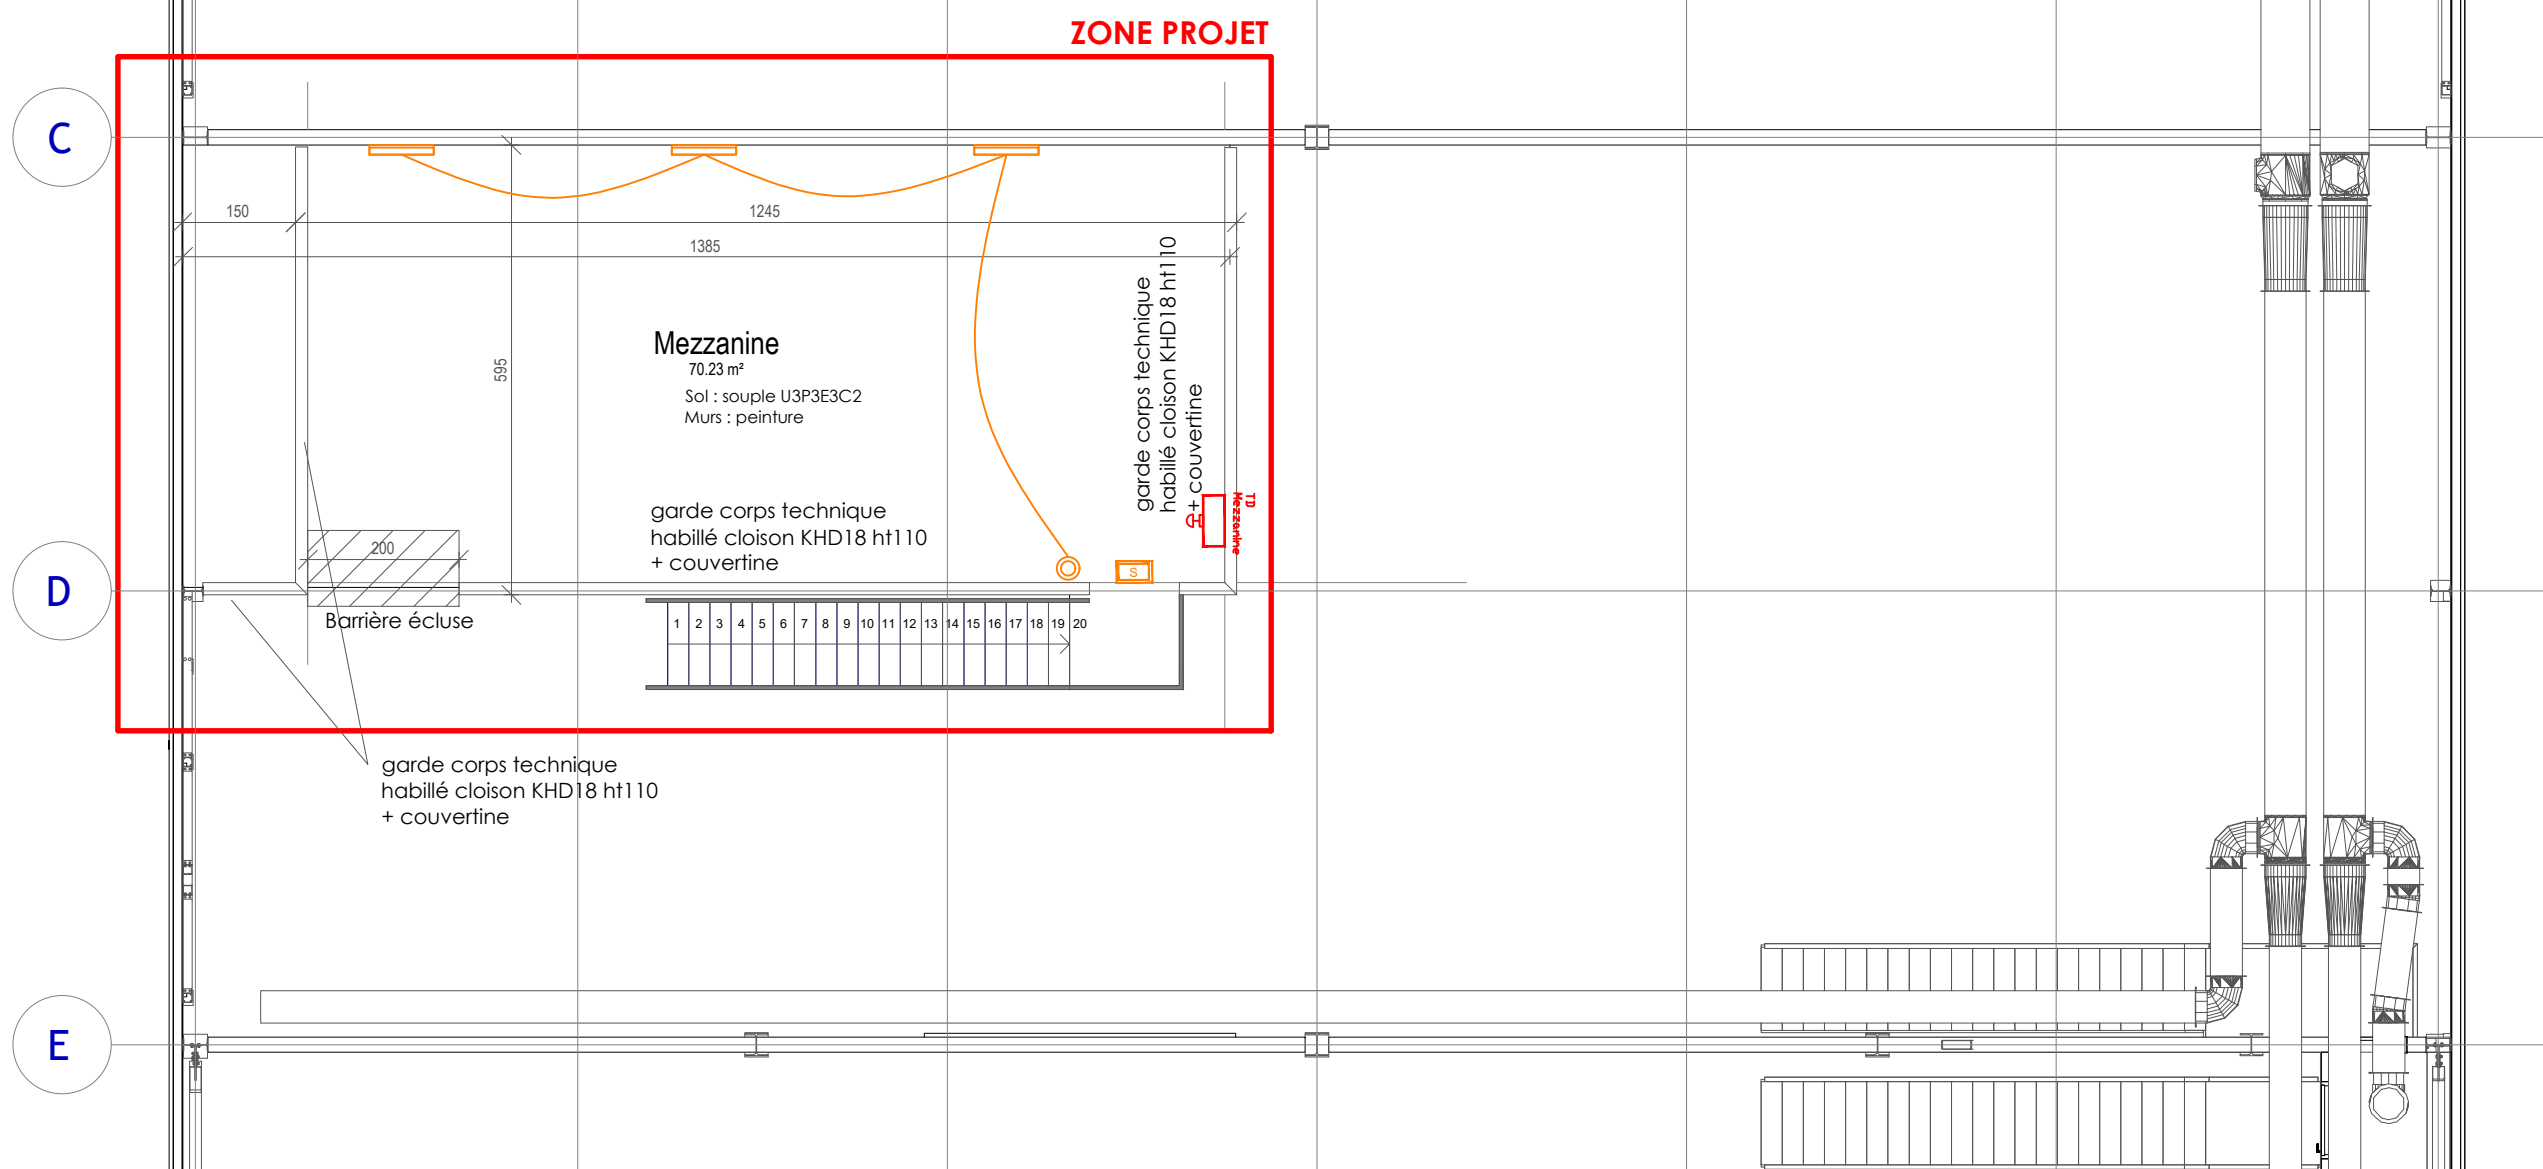 ZONE PROJET
C
150
1245
1385
595
Mezzanine
70.23 m²
Sol : souple U3P3E3C2
Murs : peinture
garde corps technique
habillé cloison KHD18 ht110
+ couvertine
TD
Mezzanine
garde corps technique
habillé cloison KHD18 ht110
+ couvertine
200
S
D
Barrière écluse
1 2 3 4 5 6 7 8 9 10 11 12 13 14 15 16 17 18 19 20
garde corps technique
habillé cloison KHD18 ht110
+ couvertine
E